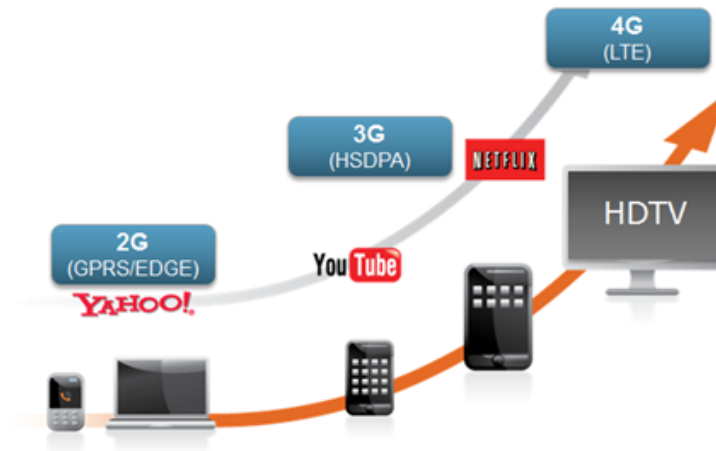 4G
(LTE)
3G
(HSDPA)
NETFLIX
HDTV
2G
(GPRS/EDGE)
YouTube
YAHOO!